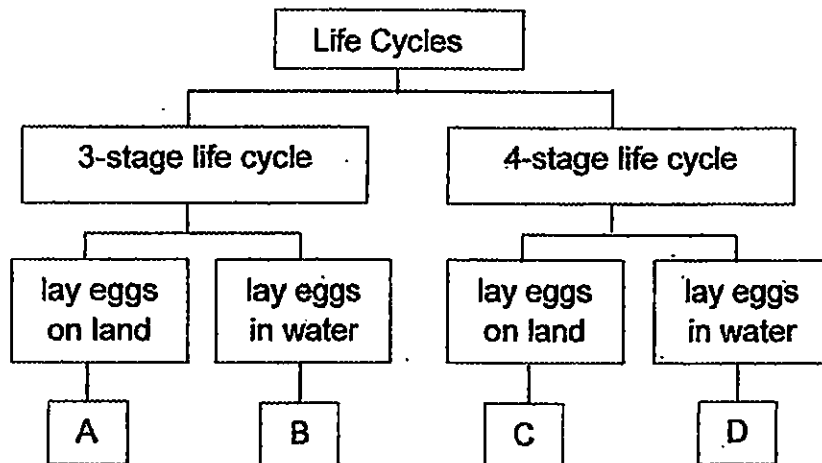 Life Cycles
3-stage life cycle
4-stage life cycle
lay eggs
on land
lay eggs
in water
lay eggs
on land
lay eggs
in water
A
B
C
D